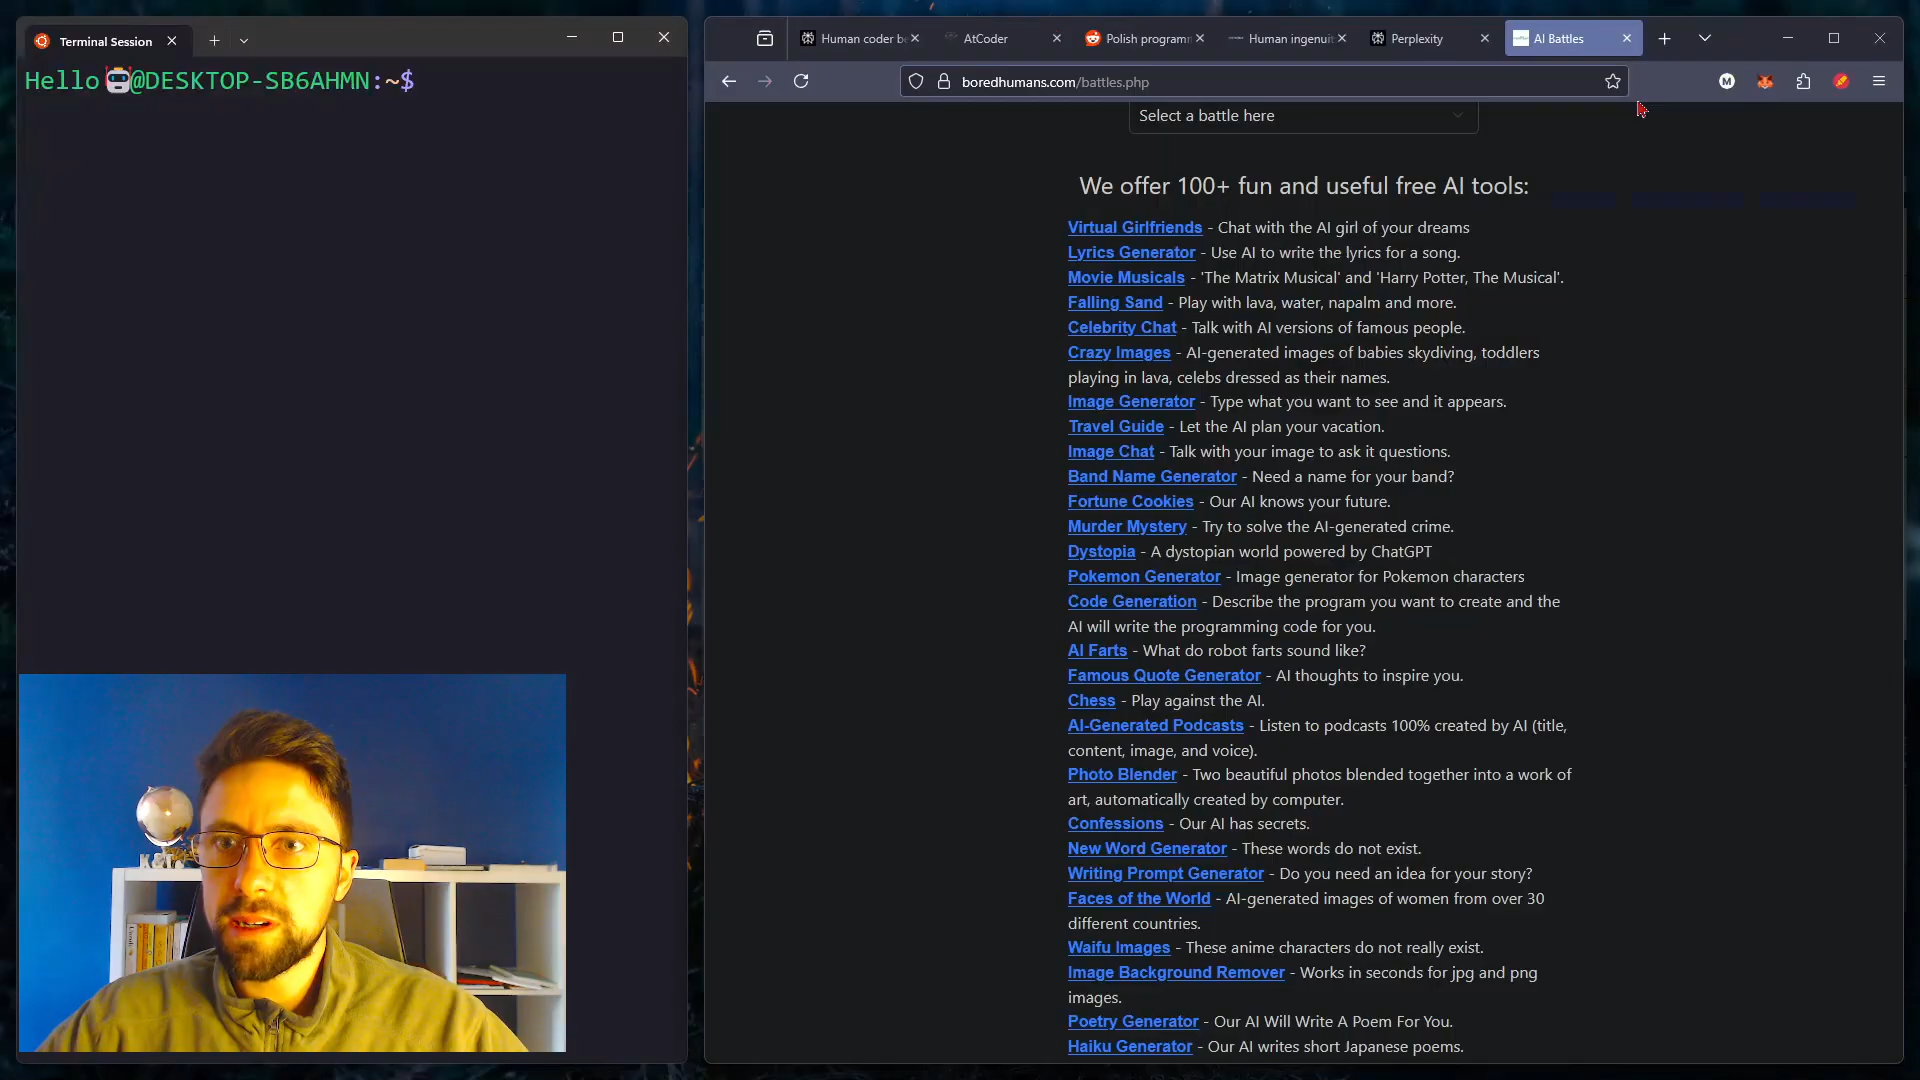 Terminal Session
Hello🤖@DESKTOP-SB6AHMN:~$
Human coder be
AtCoder
Polish programm
Human ingenuit
Perplexity
AI Battles
boredhumans.com/battles.php
M
Select a battle here
We offer 100+ fun and useful free AI tools:
Virtual Girlfriends - Chat with the AI girl of your dreams
Lyrics Generator - Use AI to write the lyrics for a song.
Movie Musicals - 'The Matrix Musical' and 'Harry Potter, The Musical'.
Falling Sand - Play with lava, water, napalm and more.
Celebrity Chat - Talk with AI versions of famous people.
Crazy Images - AI-generated images of babies skydiving, toddlers
playing in lava, celebs dressed as their names.
Image Generator - Type what you want to see and it appears.
Travel Guide - Let the AI plan your vacation.
Image Chat - Talk with your image to ask it questions.
Band Name Generator - Need a name for your band?
Fortune Cookies - Our AI knows your future.
Murder Mystery - Try to solve the AI-generated crime.
Dystopia - A dystopian world powered by ChatGPT
Pokemon Generator - Image generator for Pokemon characters
Code Generation - Describe the program you want to create and the
AI will write the programming code for you.
AI Farts - What do robot farts sound like?
Famous Quote Generator - AI thoughts to inspire you.
Chess - Play against the AI.
AI-Generated Podcasts - Listen to podcasts 100% created by AI (title,
content, image, and voice).
Photo Blender - Two beautiful photos blended together into a work of
art, automatically created by computer.
Confessions - Our AI has secrets.
New Word Generator - These words do not exist.
Writing Prompt Generator - Do you need an idea for your story?
Faces of the World - AI-generated images of women from over 30
different countries.
Waifu Images - These anime characters do not really exist.
Image Background Remover - Works in seconds for jpg and png
images.
Poetry Generator - Our AI Will Write A Poem For You.
Haiku Generator - Our AI writes short Japanese poems.